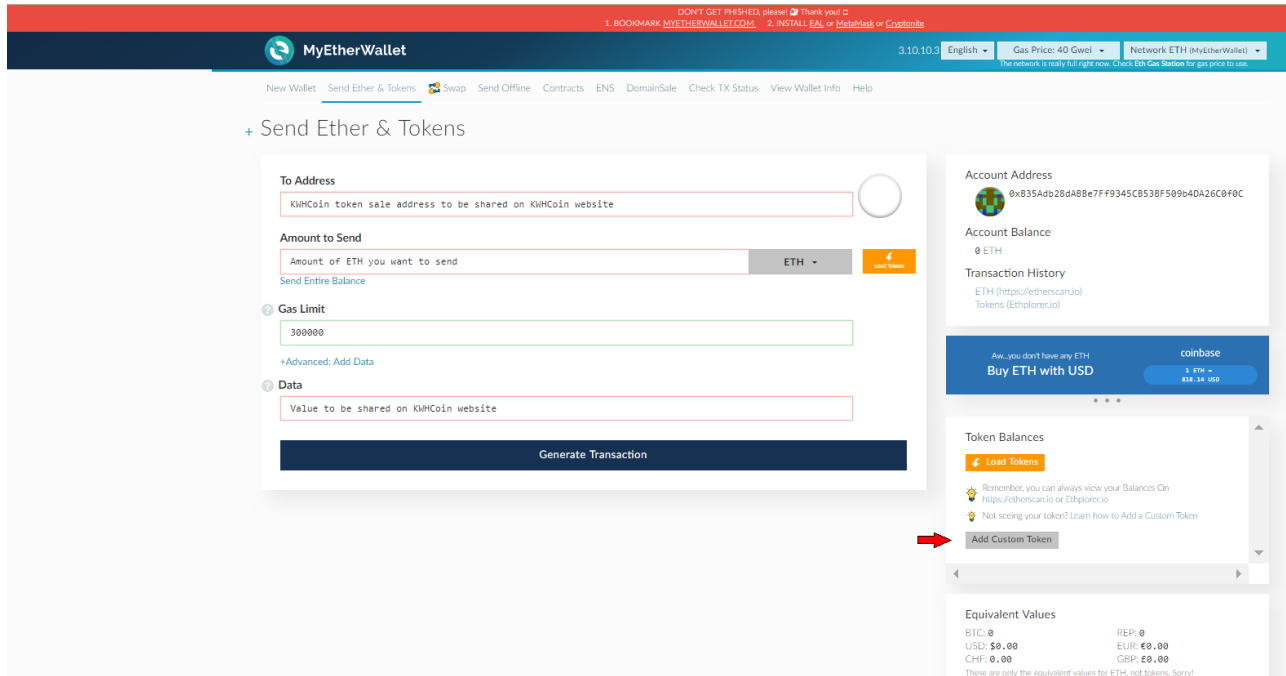 DON'T GET PHISHED, please! Thank you!
1. BOOKMARK MYETHERWALLET.COM 2. INSTALL EAL or MetaMask or Cryptonite
MyEtherWallet
3.10.10.3 English Gas Price: 40 Gwei Network ETH (MyEtherWallet)
The network is really full right now. Check Eth Gas Station for gas price to use.
New Wallet Send Ether & Tokens Swap Send Offline Contracts ENS DomainSale Check TX Status View Wallet Info Help
+ Send Ether & Tokens
To Address
KWHCoin token sale address to be shared on KWHCoin website
Amount to Send
Amount of ETH you want to send
ETH
Load Tokens
Send Entire Balance
? Gas Limit
300000
+Advanced: Add Data
? Data
Value to be shared on KWHCoin website
Generate Transaction
Account Address
0xB35Adb28dABBe7Ff9345CB53BF509b4DA26C0f0C
Account Balance
0 ETH
Transaction History
ETH (https://etherscan.io)
Tokens (Ethplorer.io)
Aw...you don't have any ETH
Buy ETH with USD
coinbase
1 ETH ≈
818.14 USD
Token Balances
Load Tokens
Remember, you can always view your Balances On
https://etherscan.io or Ethplorer.io
Not seeing your token? Learn how to Add a Custom Token
Add Custom Token
Equivalent Values
BTC: 0 REP: 0
USD: $0.00 EUR: €0.00
CHF: 0.00 GBP: £0.00
These are only the equivalent values for ETH, not tokens. Sorry!